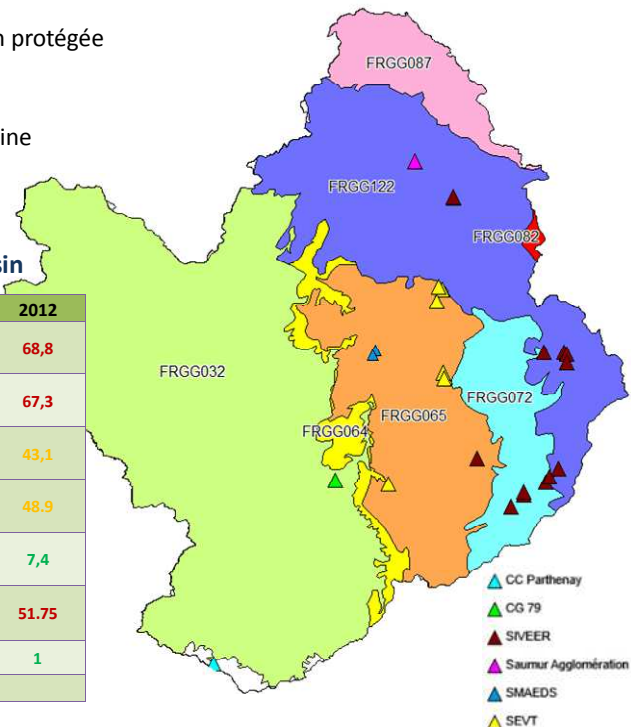 n protégée
ine
sin
2012
68,8
67,3
43,1
48.9
7,4
51.75
1
FRGG087
FRGG122
FRGG082
FRGG032
FRGG072
FRGG065
FRGG064
CC Parthenay
CG 79
SIVEER
Saumur Agglomération
SMAEDS
SEVT